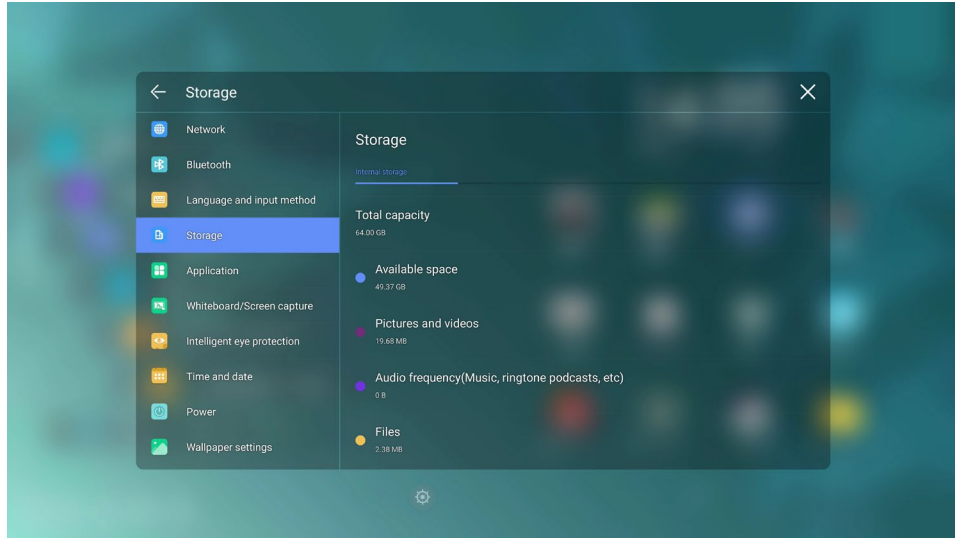 Storage
Network
Bluetooth
Language and input method
Storage
Application
Whiteboard/Screen capture
Intelligent eye protection
Time and date
Power
Wallpaper settings
Storage
Internal storage
Total capacity
64.00 GB
Available space
49.37 GB
Pictures and videos
19.68 MB
Audio frequency(Music, ringtone podcasts, etc)
0 B
Files
2.38 MB